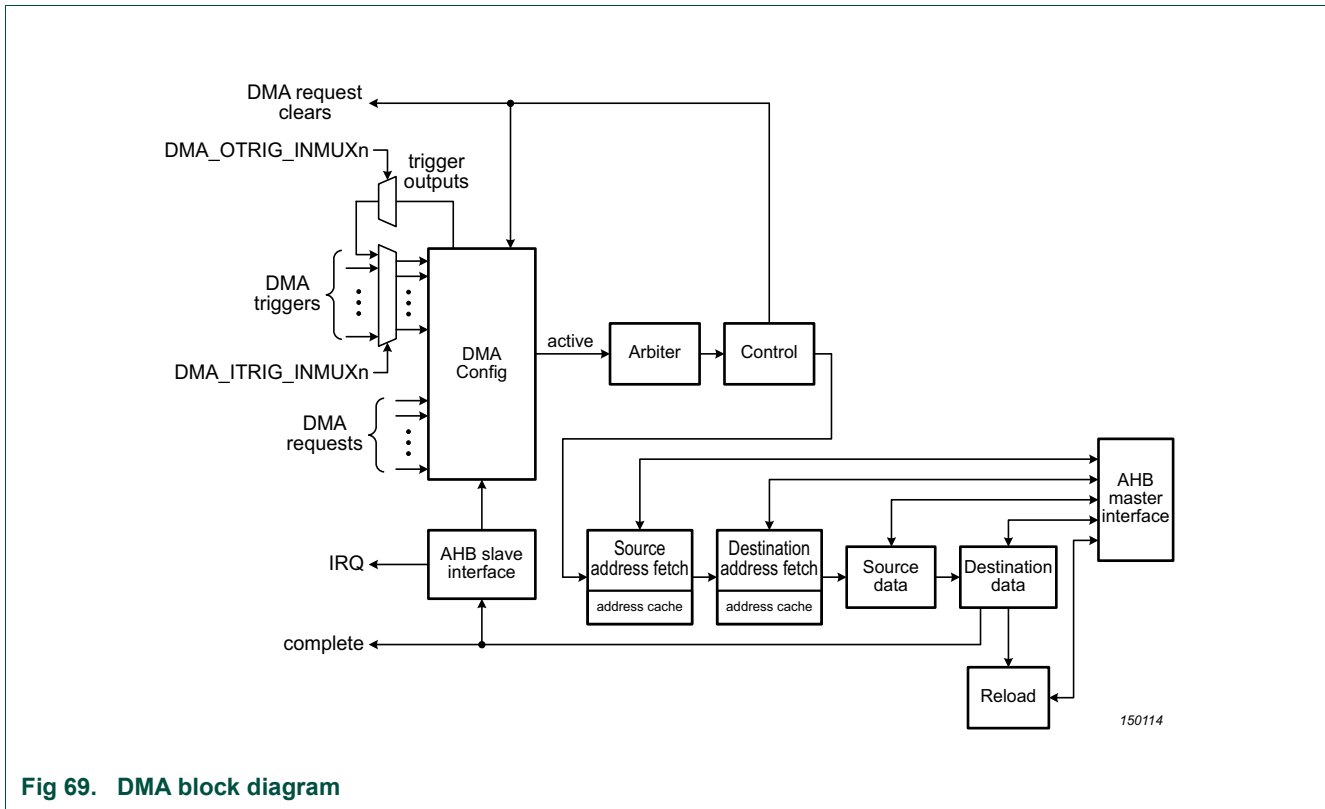 DMA request
clears
DMA_OTRIG_INMUXn
trigger
outputs
DMA
triggers
DMA_ITRIG_INMUXn
DMA
requests
DMA
Config
active
Arbiter
Control
AHB
master
interface
IRQ
AHB slave
interface
Source
address fetch
address cache
Destination
address fetch
address cache
Source
data
Destination
data
complete
Reload
150114
Fig 69. DMA block diagram